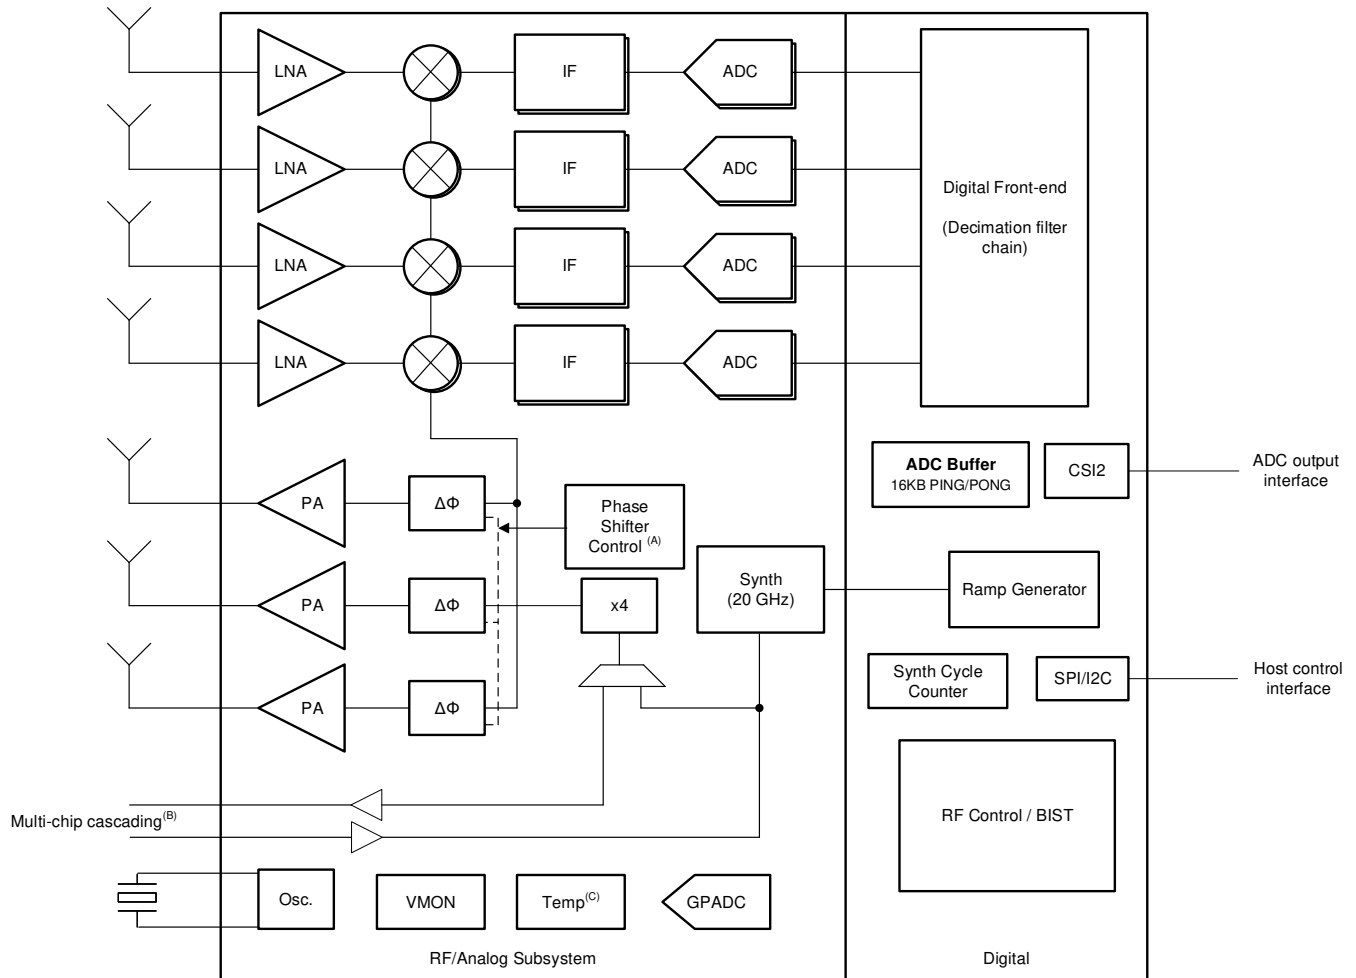 LNA
IF
ADC
LNA
IF
ADC
LNA
IF
ADC
LNA
IF
ADC
Digital Front-end
(Decimation filter
chain)
PA
ΔΦ
Phase
Shifter
Control (A)
ADC Buffer
16KB PING/PONG
CSI2
ADC output
interface
PA
ΔΦ
x4
Synth
(20 GHz)
Ramp Generator
PA
ΔΦ
Synth Cycle
Counter
SPI/I2C
Host control
interface
Multi-chip cascading(B)
RF Control / BIST
Osc.
VMON
Temp(C)
GPADC
RF/Analog Subsystem
Digital